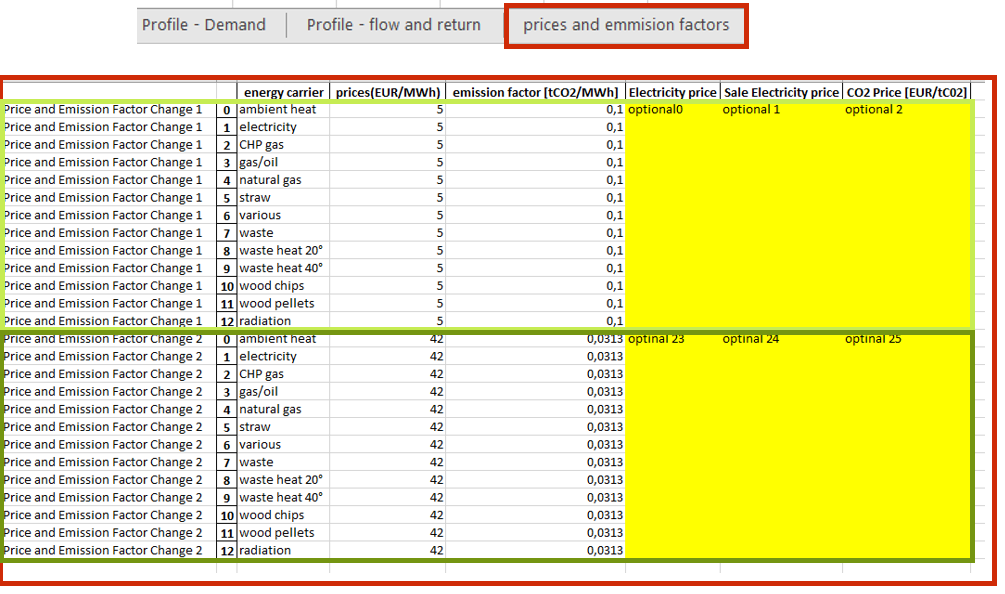 Profile - Demand Profile - flow and return prices and emmision factors
energy carrier prices(EUR/MWh) emission factor [tCO2/MWh] Electricity price Sale Electricity price CO2 Price [EUR/tC02]
Price and Emission Factor Change 1 0 ambient heat 5 0,1 optional0 optional 1 optional 2
Price and Emission Factor Change 1 1 electricity 5 0,1
Price and Emission Factor Change 1 2 CHP gas 5 0,1
Price and Emission Factor Change 1 3 gas/oil 5 0,1
Price and Emission Factor Change 1 4 natural gas 5 0,1
Price and Emission Factor Change 1 5 straw 5 0,1
Price and Emission Factor Change 1 6 various 5 0,1
Price and Emission Factor Change 1 7 waste 5 0,1
Price and Emission Factor Change 1 8 waste heat 20° 5 0,1
Price and Emission Factor Change 1 9 waste heat 40° 5 0,1
Price and Emission Factor Change 1 10 wood chips 5 0,1
Price and Emission Factor Change 1 11 wood pellets 5 0,1
Price and Emission Factor Change 1 12 radiation 5 0,1
Price and Emission Factor Change 2 0 ambient heat 42 0,0313 optinal 23 optinal 24 optinal 25
Price and Emission Factor Change 2 1 electricity 42 0,0313
Price and Emission Factor Change 2 2 CHP gas 42 0,0313
Price and Emission Factor Change 2 3 gas/oil 42 0,0313
Price and Emission Factor Change 2 4 natural gas 42 0,0313
Price and Emission Factor Change 2 5 straw 42 0,0313
Price and Emission Factor Change 2 6 various 42 0,0313
Price and Emission Factor Change 2 7 waste 42 0,0313
Price and Emission Factor Change 2 8 waste heat 20° 42 0,0313
Price and Emission Factor Change 2 9 waste heat 40° 42 0,0313
Price and Emission Factor Change 2 10 wood chips 42 0,0313
Price and Emission Factor Change 2 11 wood pellets 42 0,0313
Price and Emission Factor Change 2 12 radiation 42 0,0313